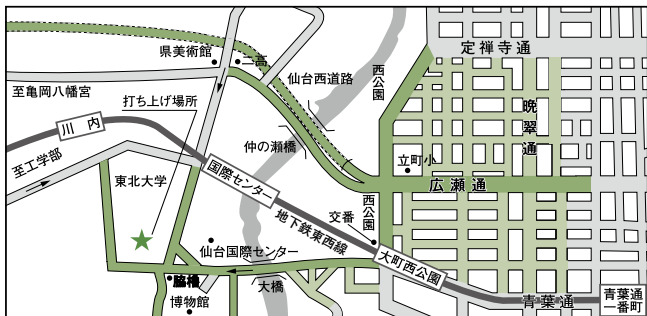 定禅寺通
県美術館
二高
仙台西道路
西公園
至亀岡八幡宮
打ち上げ場所
晩翠通
川内
仲の瀬橋
至工学部
国際センター
立町小
東北大学
広瀬通
西公園
交番
地下鉄東西線
仙台国際センター
大町西公園
脇櫓
大橋
博物館
青葉通
青葉通
一番町